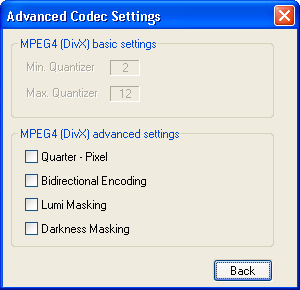 Advanced Codec Settings
MPEG4 (DivX) basic settings
Min. Quantizer 2
Max. Quantizer 12
MPEG4 (DivX) advanced settings
Quarter - Pixel
Bidirectional Encoding
Lumi Masking
Darkness Masking
Back